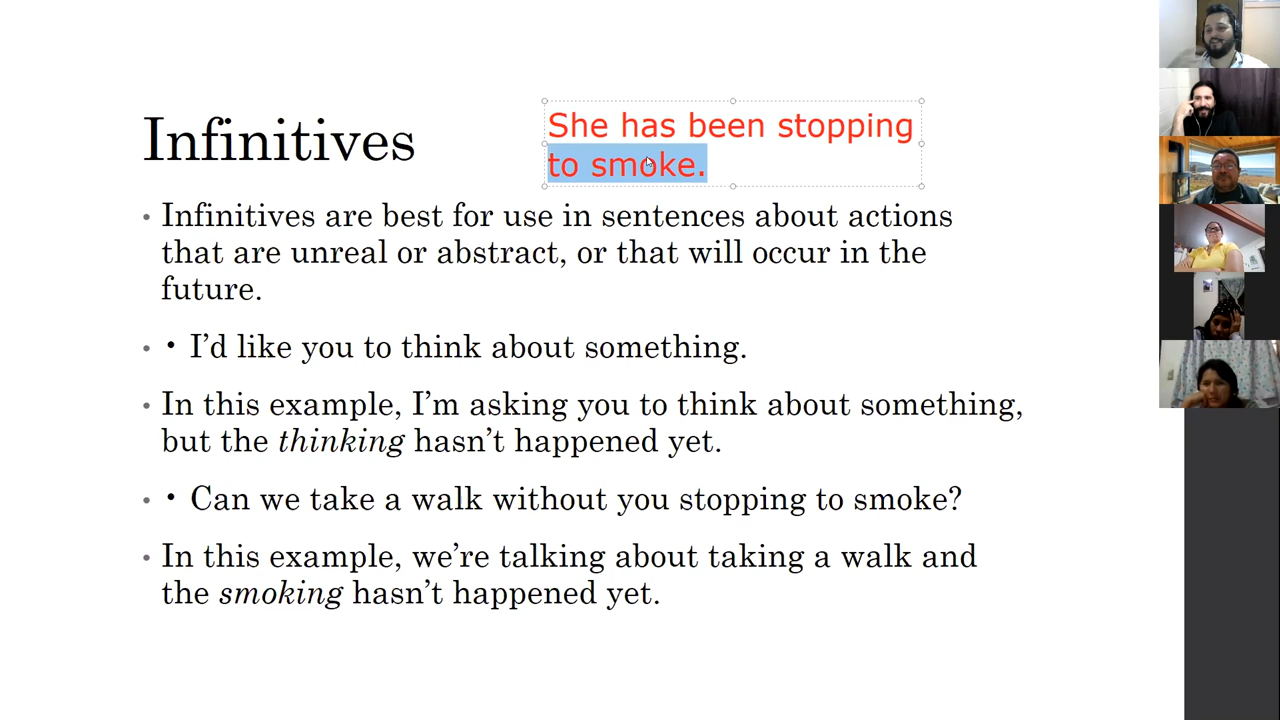 Infinitives
She has been stopping
to smoke.
• Infinitives are best for use in sentences about actions
that are unreal or abstract, or that will occur in the
future.
• • I’d like you to think about something.
• In this example, I’m asking you to think about something,
but the thinking hasn’t happened yet.
• • Can we take a walk without you stopping to smoke?
• In this example, we’re talking about taking a walk and
the smoking hasn’t happened yet.